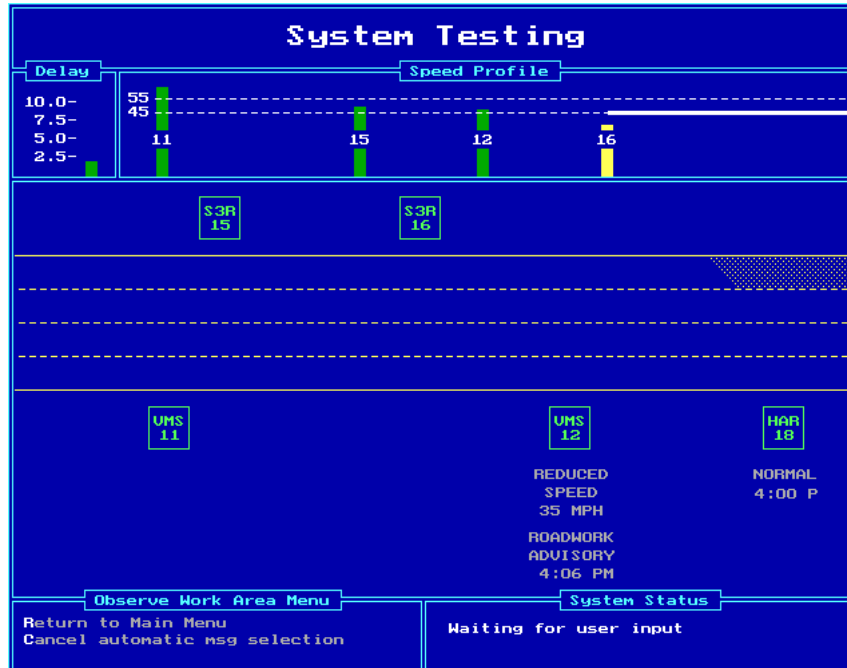 System Testing
Delay
Speed Profile
10.0-
7.5-
5.0-
2.5-
55
45
11
15
12
16
S3R
15
S3R
16
VMS
11
VMS
12
HAR
18
REDUCED
SPEED
35 MPH
ROADWORK
ADVISORY
4:06 PM
NORMAL
4:00 P
Observe Work Area Menu
Return to Main Menu
Cancel automatic msg selection
System Status
Waiting for user input